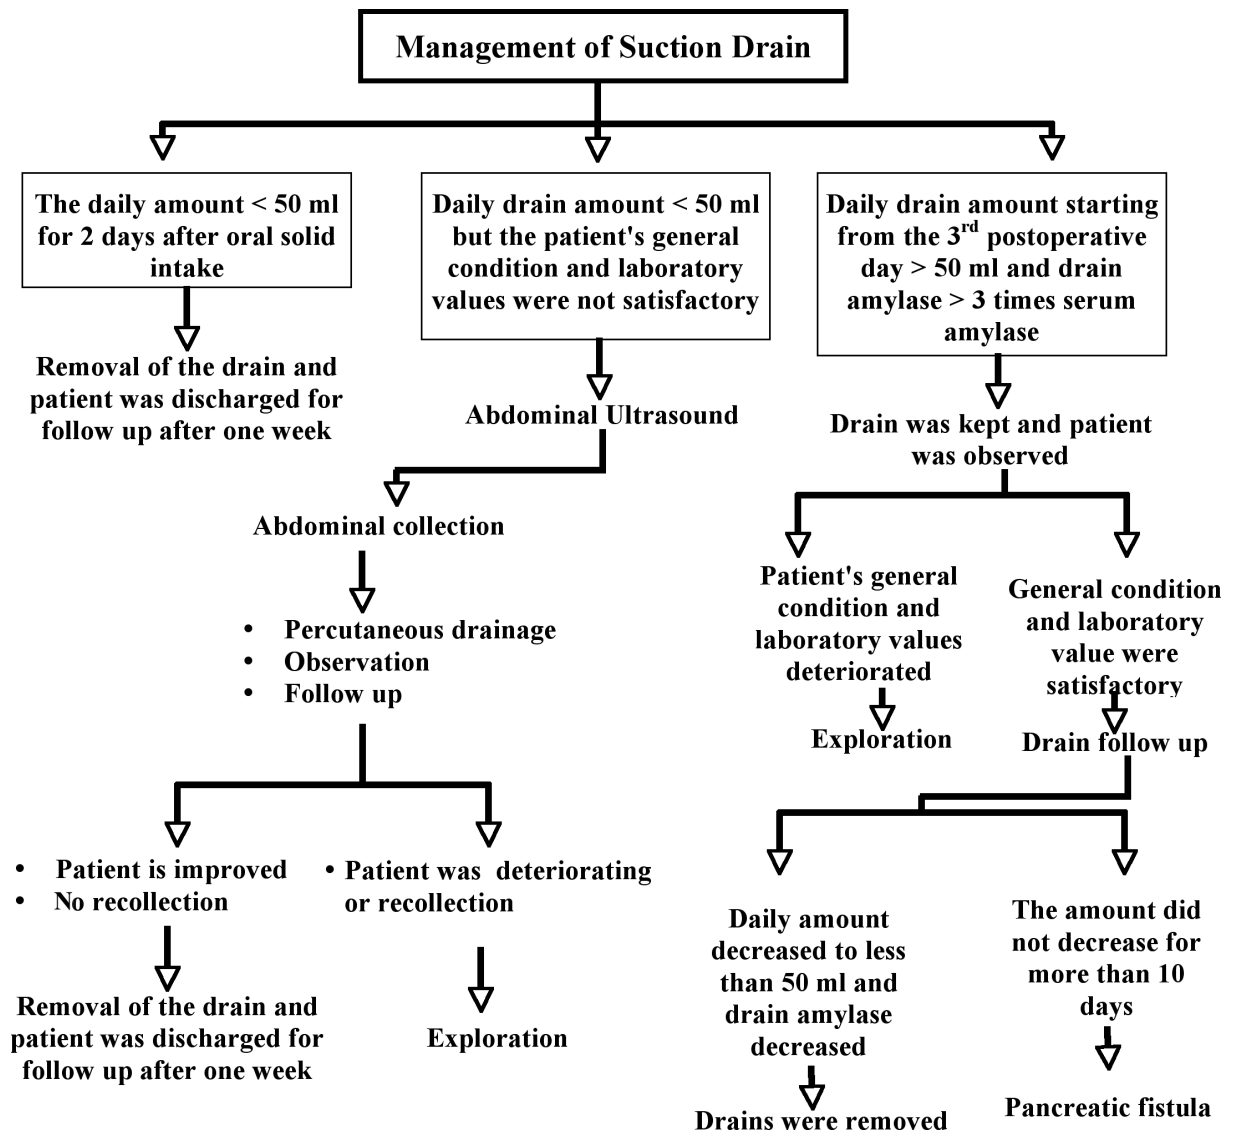 Management of Suction Drain
The daily amount < 50 ml
for 2 days after oral solid
intake
Removal of the drain and
patient was discharged for
follow up after one week
Daily drain amount < 50 ml
but the patient's general
condition and laboratory
values were not satisfactory
Abdominal Ultrasound
Abdominal collection
• Percutaneous drainage
• Observation
• Follow up
• Patient is improved
• No recollection
Removal of the drain and
patient was discharged for
follow up after one week
• Patient was deteriorating
or recollection
Exploration
Daily drain amount starting
from the 3rd postoperative
day > 50 ml and drain
amylase > 3 times serum
amylase
Drain was kept and patient
was observed
Patient's general
condition and
laboratory values
deteriorated
Exploration
General condition
and laboratory
value were
satisfactory
Drain follow up
Daily amount
decreased to less
than 50 ml and
drain amylase
decreased
Drains were removed
The amount did
not decrease for
more than 10
days
Pancreatic fistula